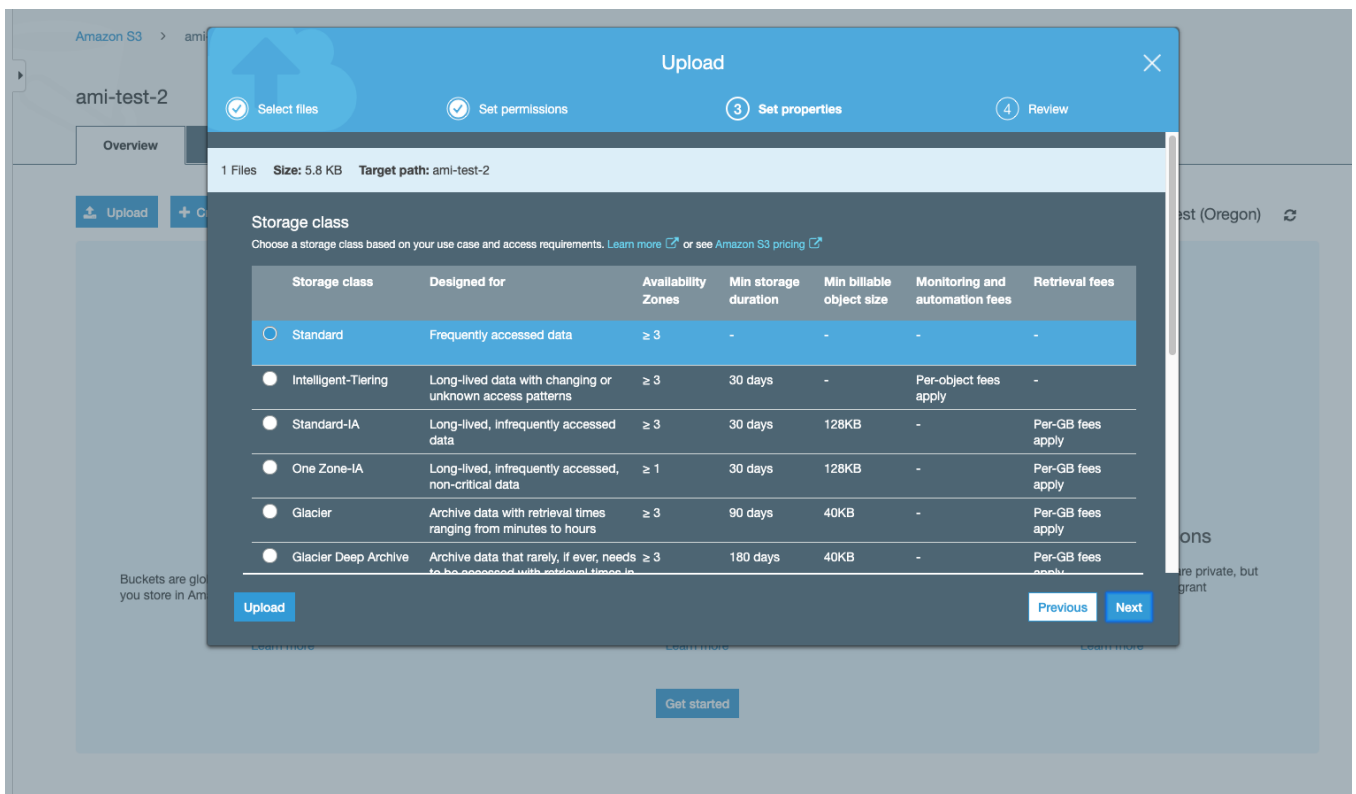 Amazon S3 > ami
ami-test-2
Overview
Upload
+ C
est (Oregon)
Upload
Select files
Set permissions
3 Set properties
4 Review
1 Files Size: 5.8 KB Target path: ami-test-2
Storage class
Choose a storage class based on your use case and access requirements. Learn more or see Amazon S3 pricing
Storage class Designed for Availability Zones Min storage duration Min billable object size Monitoring and automation fees Retrieval fees
Standard Frequently accessed data ≥ 3 - - - -
Intelligent-Tiering Long-lived data with changing or unknown access patterns ≥ 3 30 days - Per-object fees apply -
Standard-IA Long-lived, infrequently accessed data ≥ 3 30 days 128KB - Per-GB fees apply
One Zone-IA Long-lived, infrequently accessed, non-critical data ≥ 1 30 days 128KB - Per-GB fees apply
Glacier Archive data with retrieval times ranging from minutes to hours ≥ 3 90 days 40KB - Per-GB fees apply
Glacier Deep Archive Archive data that rarely, if ever, needs to be accessed with retrieval times in ≥ 3 180 days 40KB - Per-GB fees apply
Upload
Previous
Next
Buckets are glo
you store in Am
ons
re private, but
grant
Learn more
Learn more
Learn more
Get started